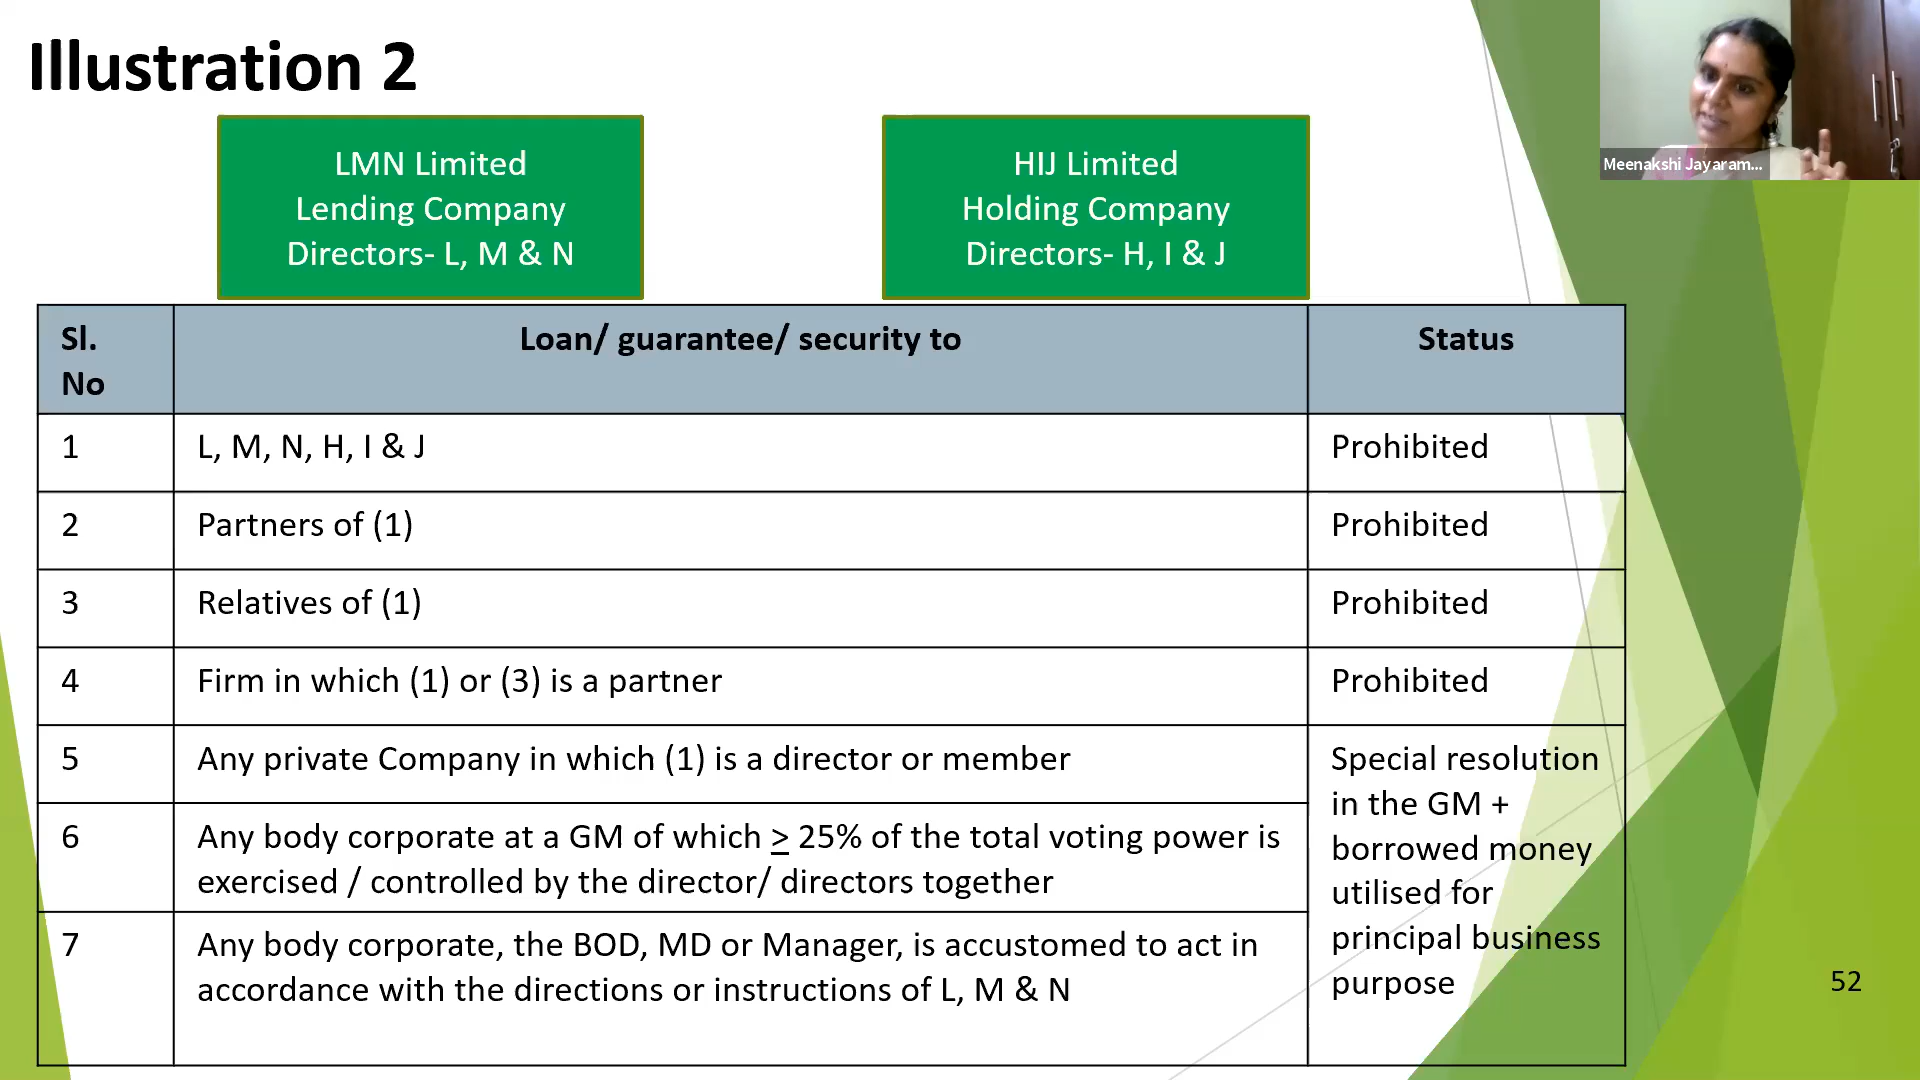 Illustration 2
Meenakshi Jayaram...
LMN Limited
Lending Company
Directors- L, M & N
HIJ Limited
Holding Company
Directors- H, I & J
Sl. No
Loan/ guarantee/ security to
Status
1
L, M, N, H, I & J
Prohibited
2
Partners of (1)
Prohibited
3
Relatives of (1)
Prohibited
4
Firm in which (1) or (3) is a partner
Prohibited
5
Any private Company in which (1) is a director or member
Special resolution
in the GM +
borrowed money
utilised for
principal business
purpose
6
Any body corporate at a GM of which ≥ 25% of the total voting power is
exercised / controlled by the director/ directors together
7
Any body corporate, the BOD, MD or Manager, is accustomed to act in
accordance with the directions or instructions of L, M & N
52